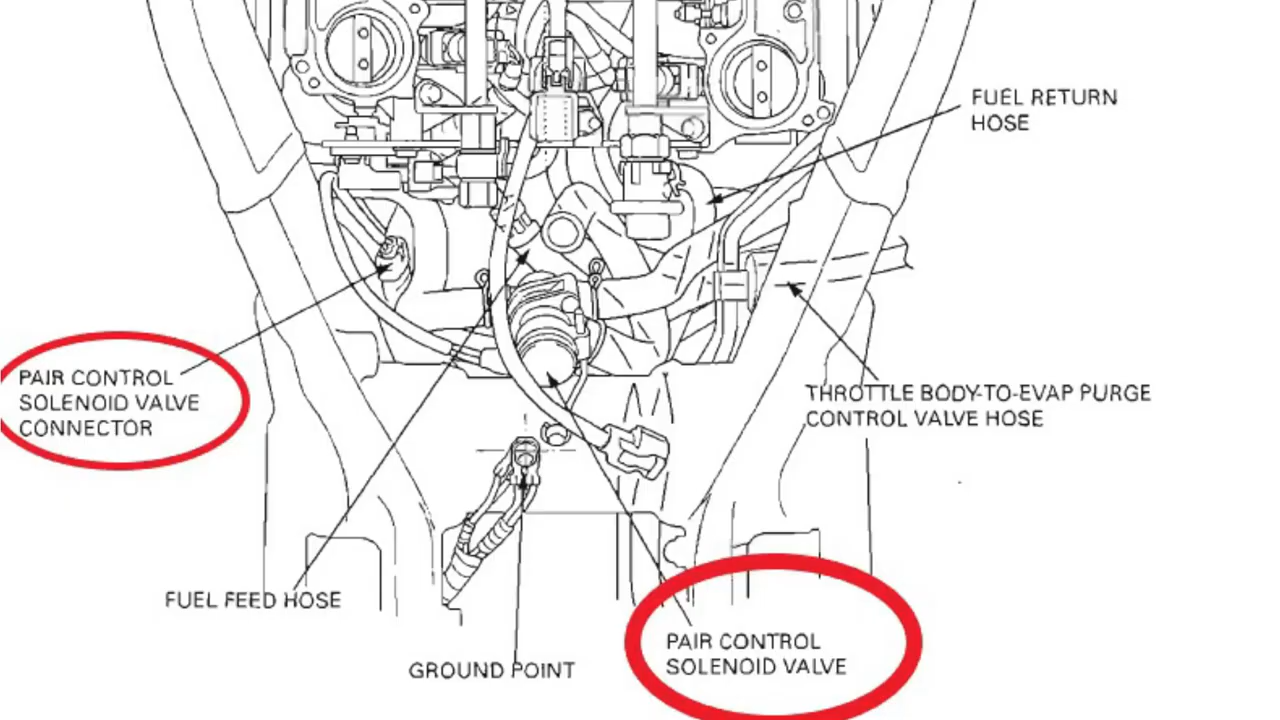 FUEL RETURN
HOSE
PAIR CONTROL
SOLENOID VALVE
CONNECTOR
THROTTLE BODY-TO-EVAP PURGE
CONTROL VALVE HOSE
FUEL FEED HOSE
GROUND POINT
PAIR CONTROL
SOLENOID VALVE